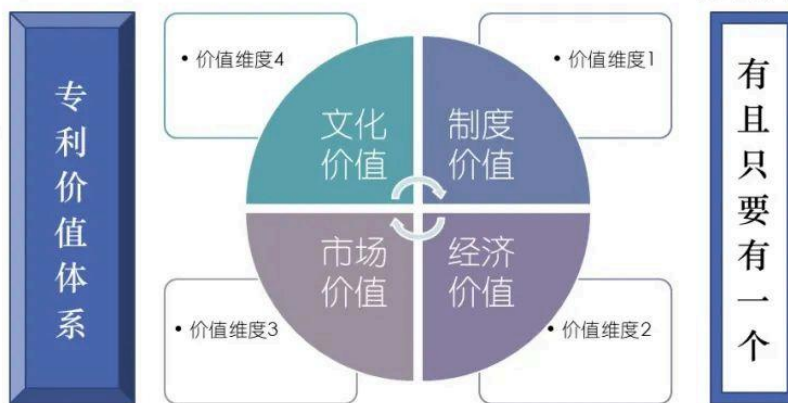 专利价值体系
• 价值维度4
• 价值维度1
文化
价值
制度
价值
市场
价值
经济
价值
• 价值维度3
• 价值维度2
有且只要有一个